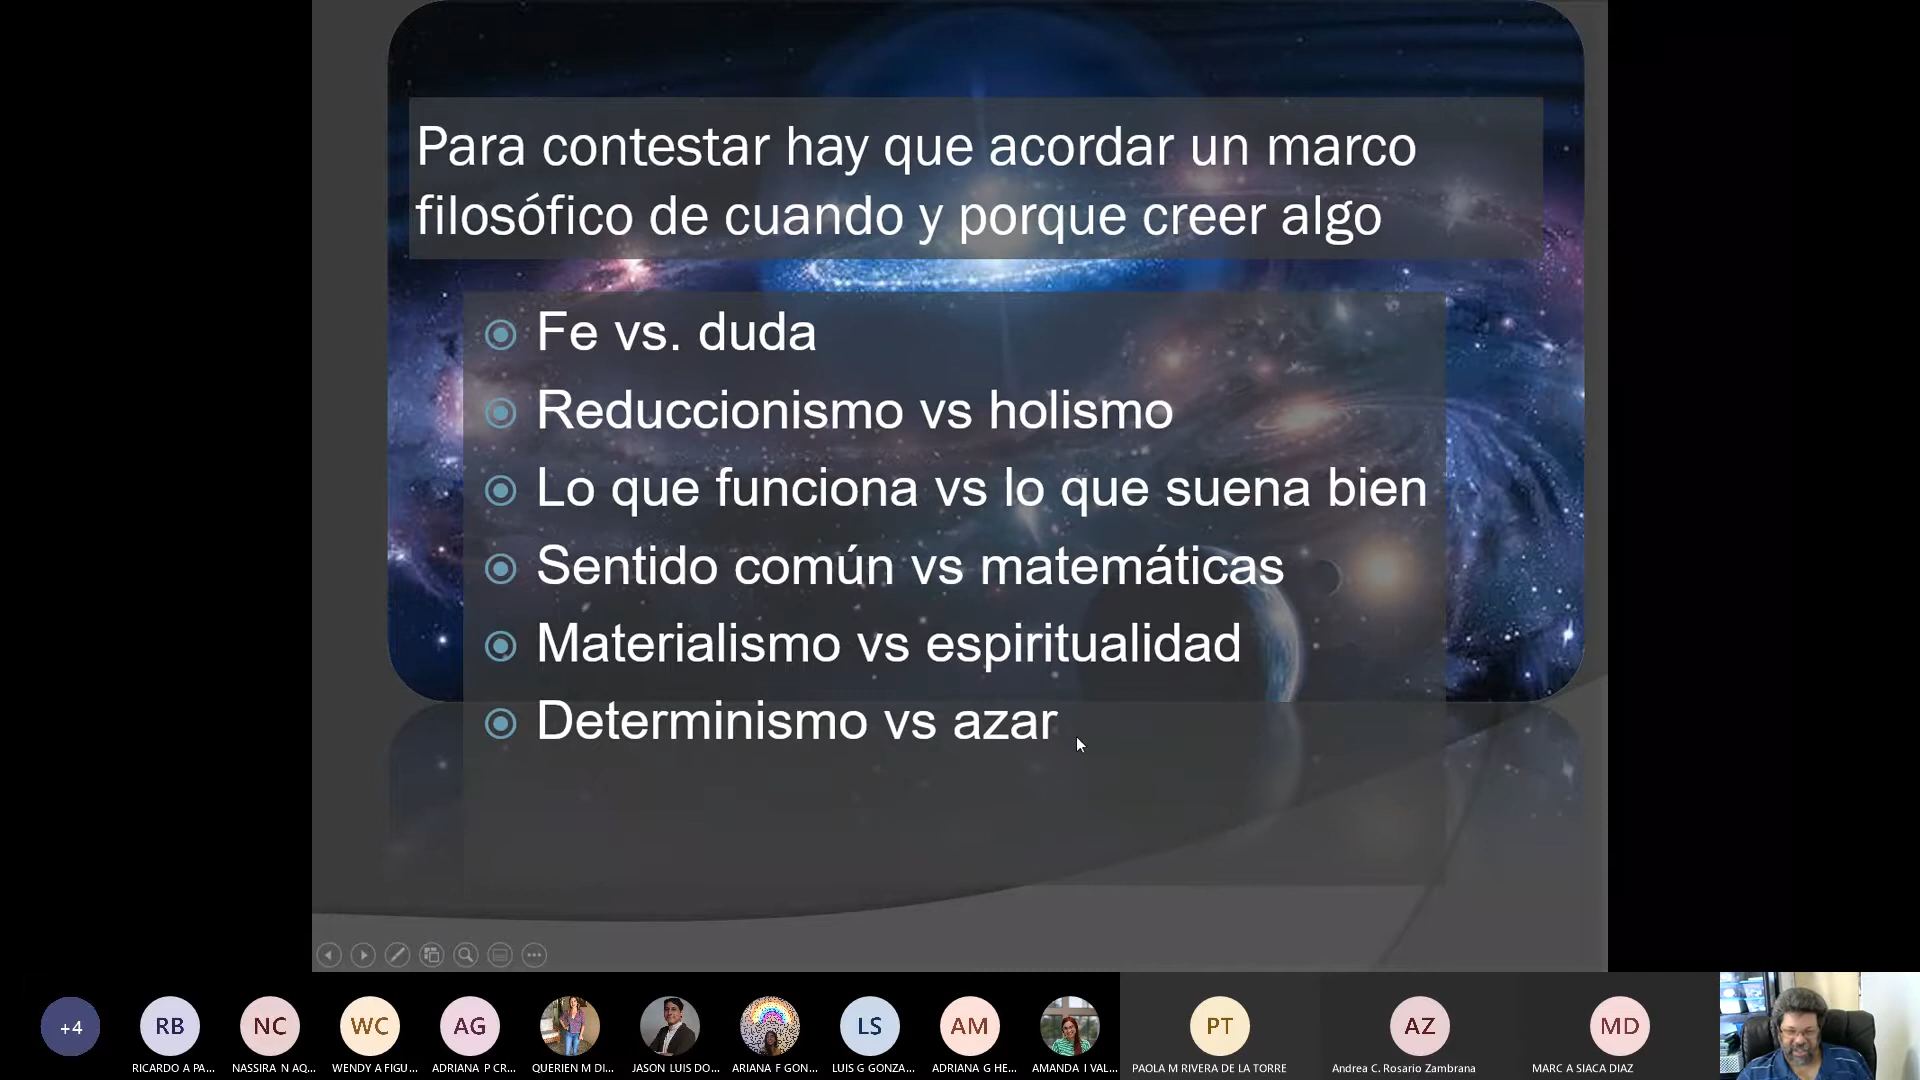 Para contestar hay que acordar un marco
filosófico de cuando y porque creer algo
Fe vs. duda
Reduccionismo vs holismo
Lo que funciona vs lo que suena bien
Sentido común vs matemáticas
Materialismo vs espiritualidad
Determinismo vs azar
+4
RB
NC
WC
AG
LS
AM
PT
AZ
MD
RICARDO A PA...
NASSIRA N AQ...
WENDY A FIGU...
ADRIANA P CR...
QUERIEN M DI...
JASON LUIS DO...
ARIANA F GON...
LUIS G GONZA...
ADRIANA G HE...
AMANDA I VAL...
PAOLA M RIVERA DE LA TORRE
Andrea C. Rosario Zambrana
MARC A SIACA DIAZ